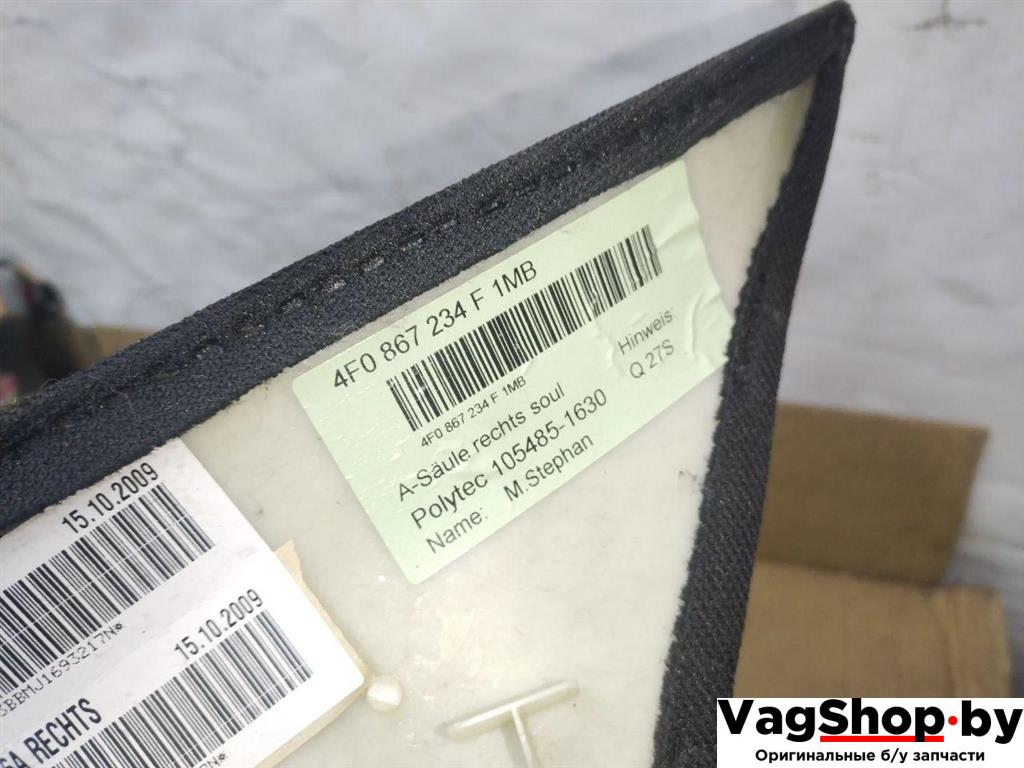 4F0 867 234 F 1MB
4F0 867 234 F 1MB
A-Säule rechts soul
Polytec 105485-1630
Name: M.Stephan
Hinweis:
Q 27S
15.10.2009
15.10.2009
RECHTS
VagShop.by
Оригинальные б/у запчасти